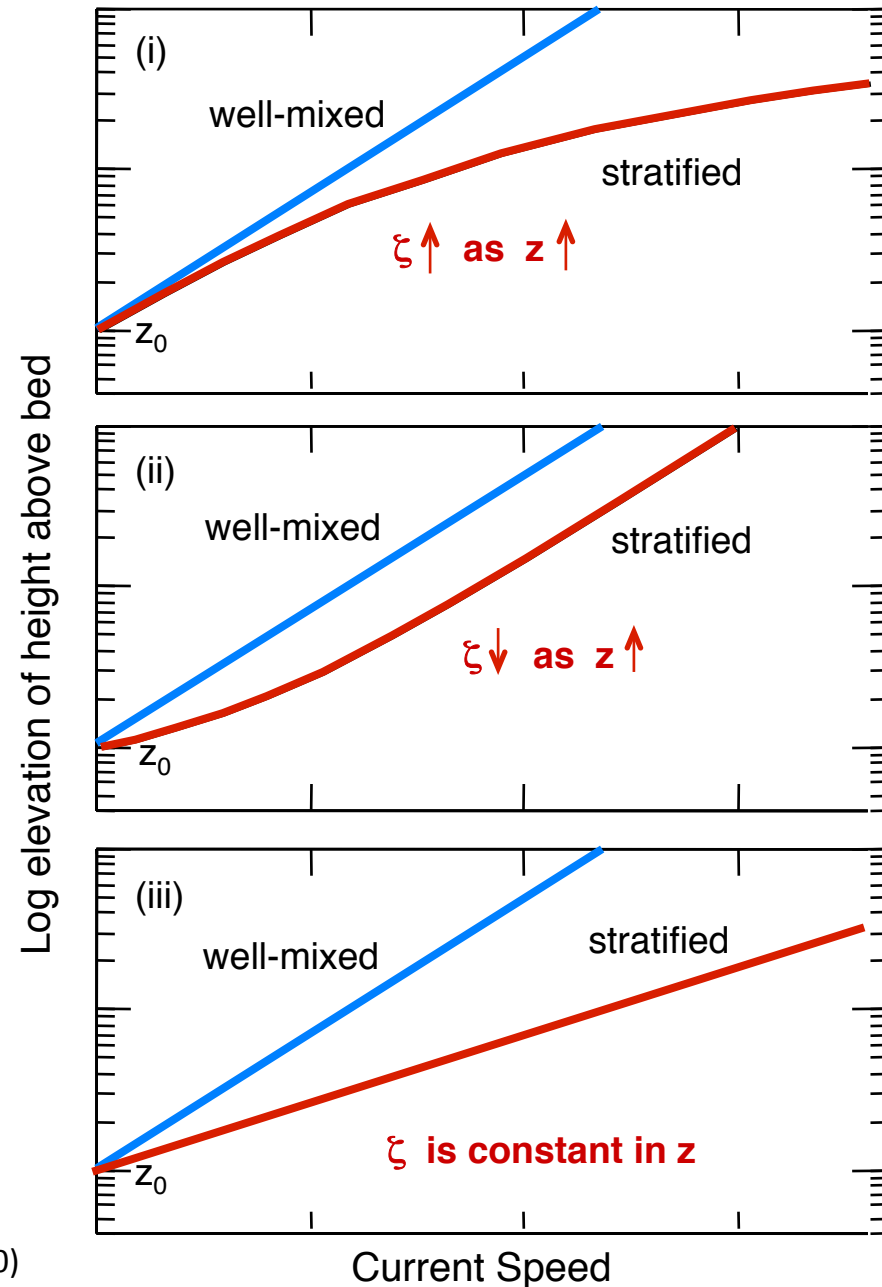 (i)
well-mixed
stratified
ζ ↑ as z ↑
z₀
(ii)
well-mixed
stratified
ζ ↓ as z ↑
z₀
(iii)
well-mixed
stratified
ζ is constant in z
z₀
Log elevation of height above bed
Current Speed
0)